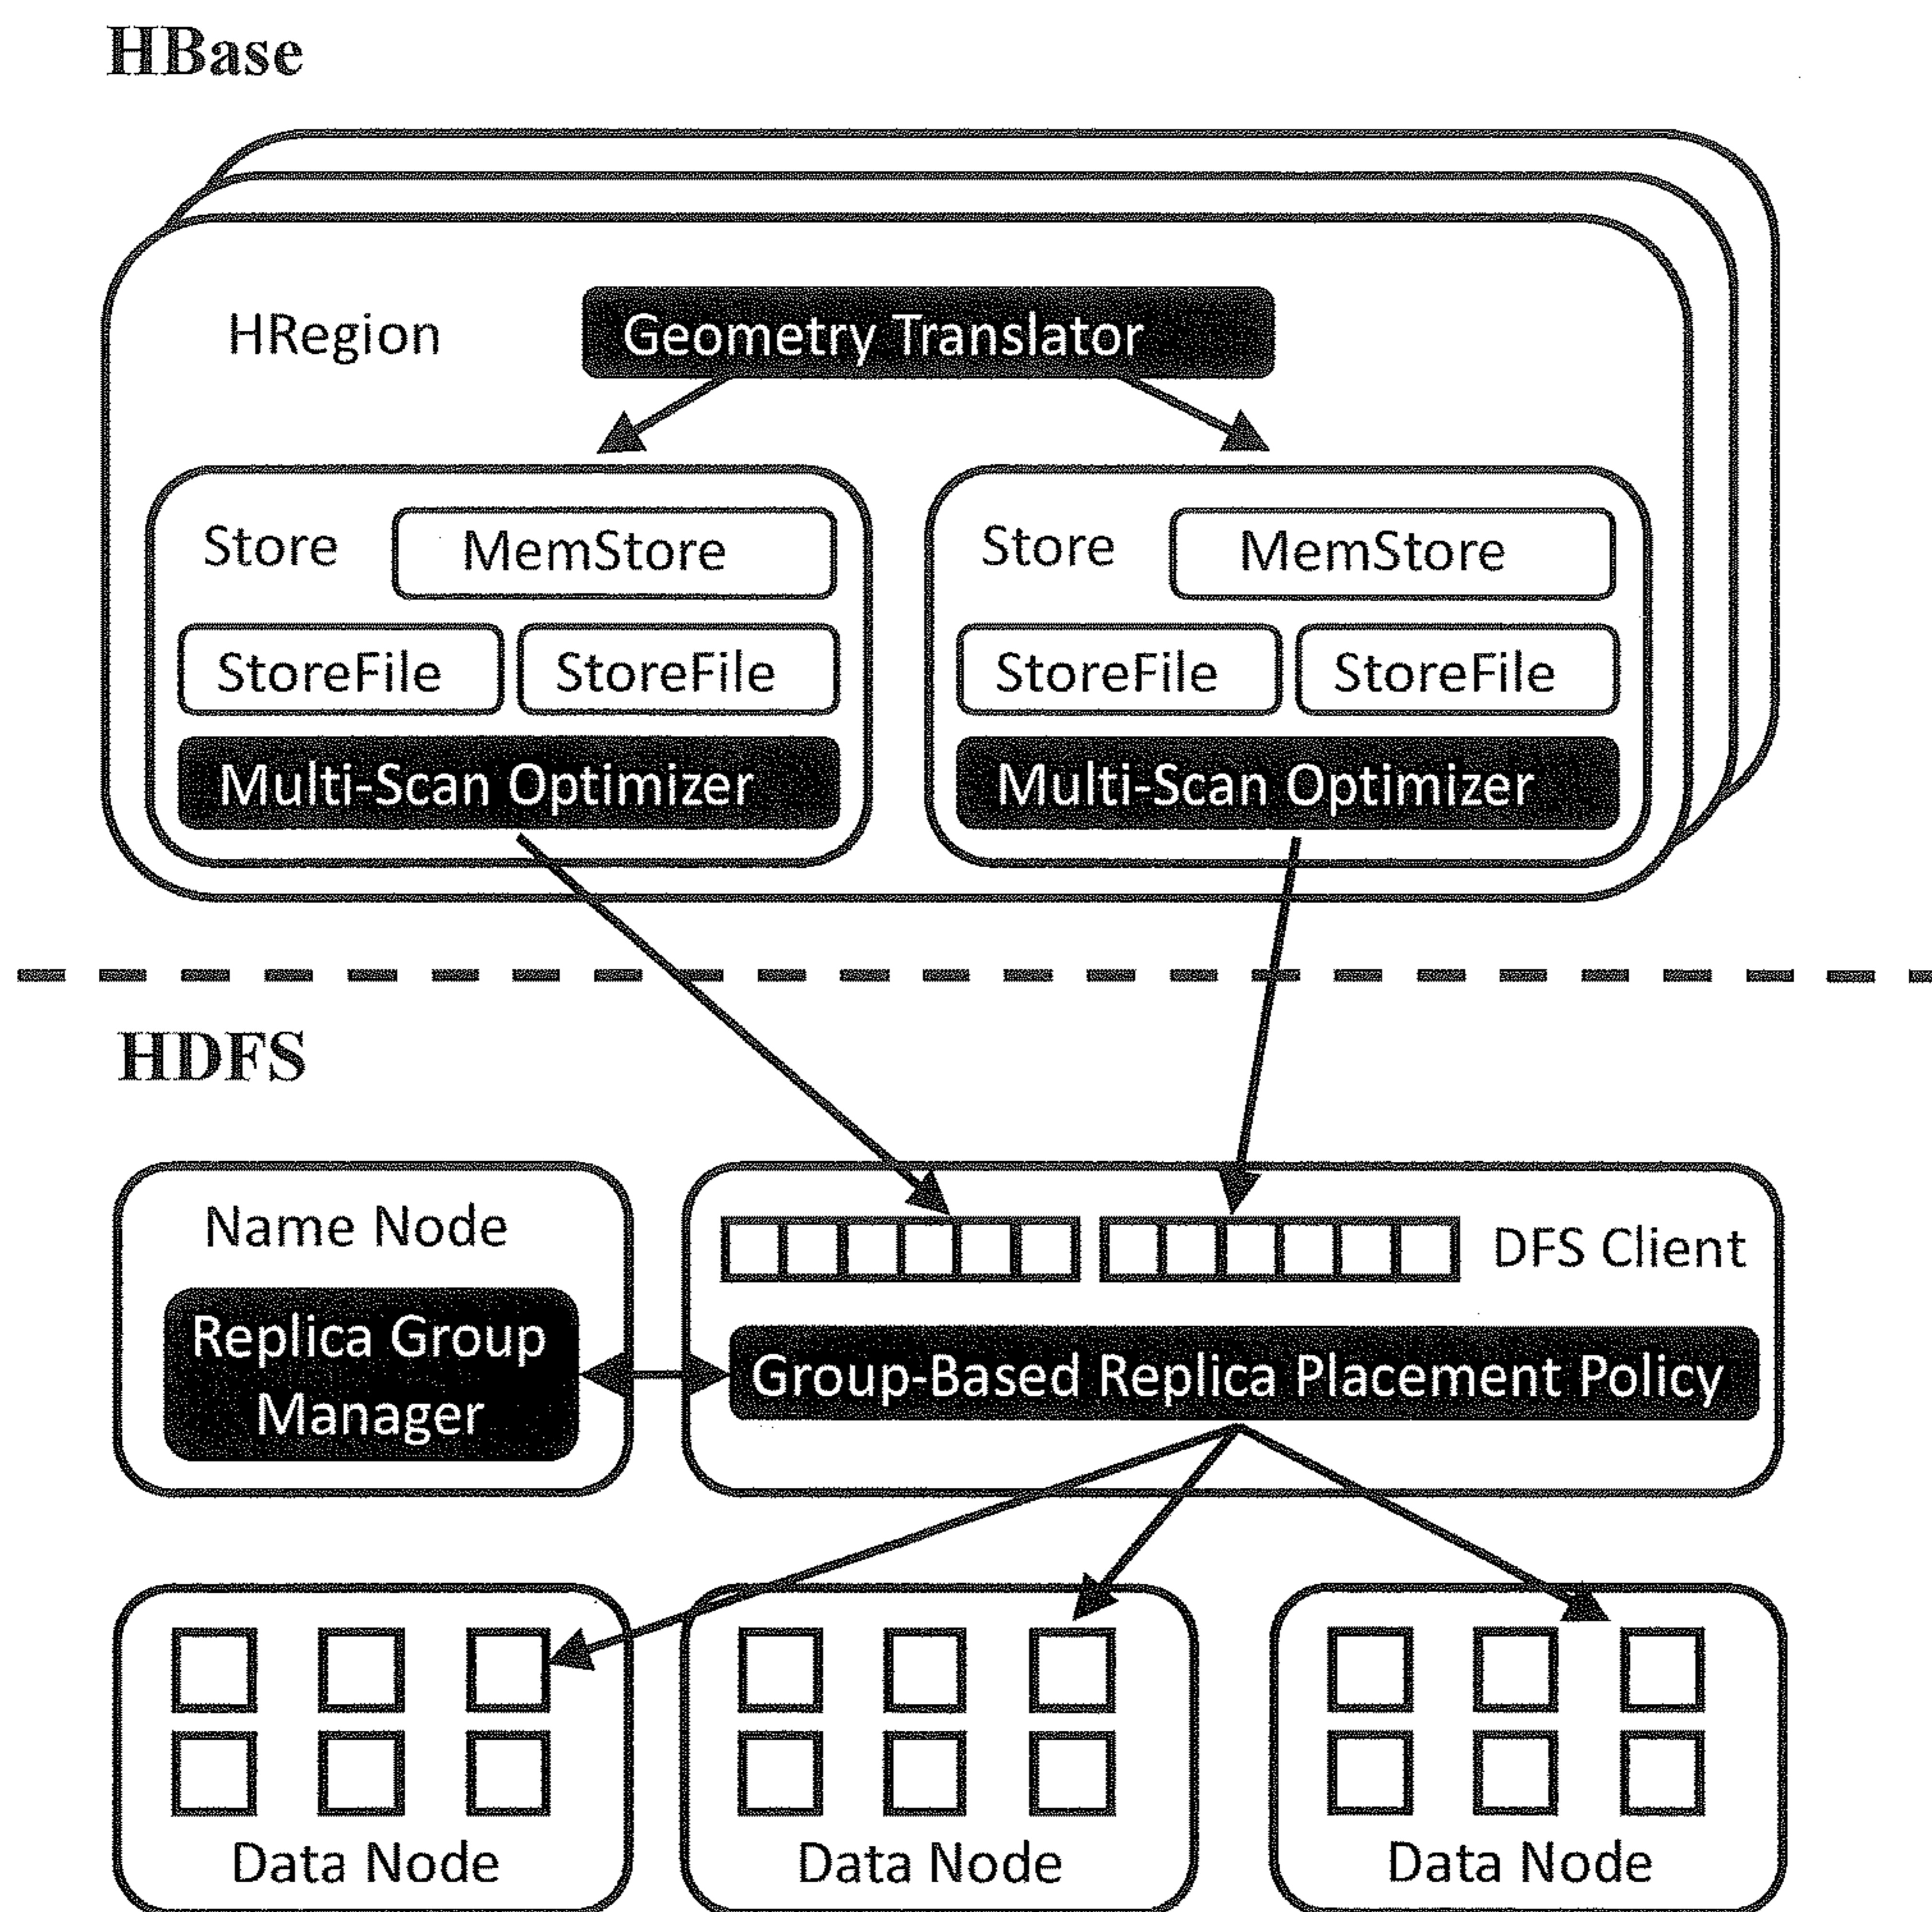 HBase
HRegion
Geometry Translator
Store
MemStore
Store
MemStore
StoreFile
StoreFile
StoreFile
StoreFile
Multi-Scan Optimizer
Multi-Scan Optimizer
HDFS
Name Node
DFS Client
Replica Group
Manager
Group-Based Replica Placement Policy
Data Node
Data Node
Data Node